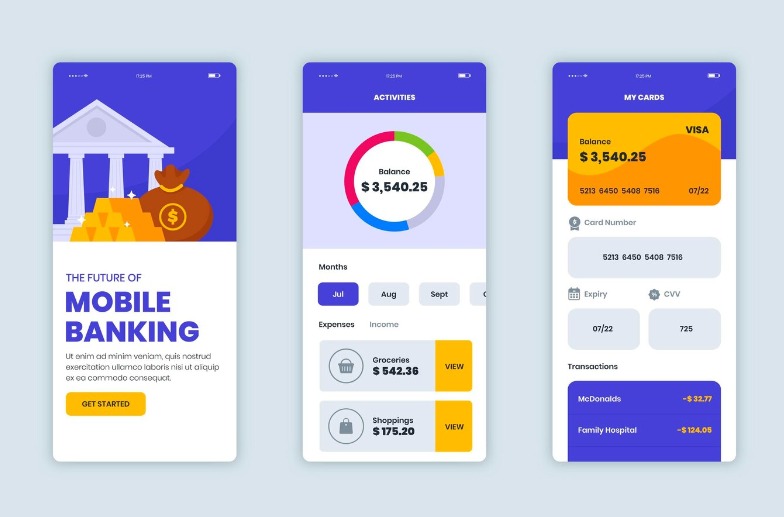 17:25 PM
THE FUTURE OF
MOBILE
BANKING
Ut enim ad minim veniam, quis nostrud
exercitation ullamco laboris nisi ut aliquip
ex ea commodo consequat.
GET STARTED
17:25 PM
ACTIVITIES
Balance
$ 3,540.25
Months
Jul Aug Sept
Expenses Income
Groceries
$ 542.36
VIEW
Shoppings
$ 175.20
VIEW
17:25 PM
MY CARDS
VISA
Balance
$ 3,540.25
5213 6450 5408 7516 07/22
Card Number
5213 6450 5408 7516
Expiry CVV
07/22 725
Transactions
McDonalds -$ 32.77
Family Hospital -$ 124.05